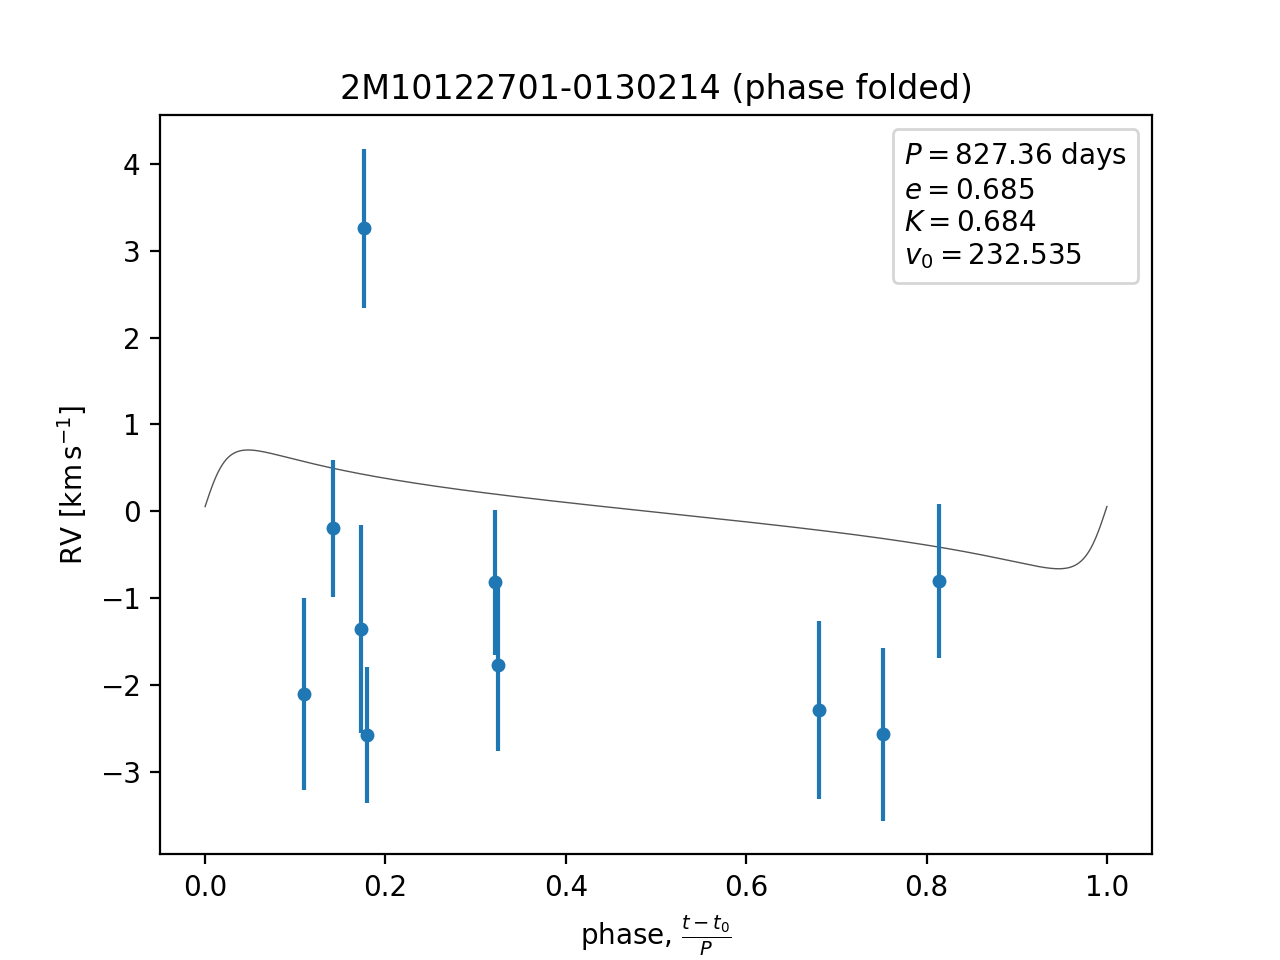 2M10122701-0130214 (phase folded)
P = 827.36 days
e = 0.685
K = 0.684
v₀ = 232.535
4
3
2
1
0
−1
−2
−3
RV [km s⁻¹]
0.0 0.2 0.4 0.6 0.8 1.0
phase, (t − t₀)/P